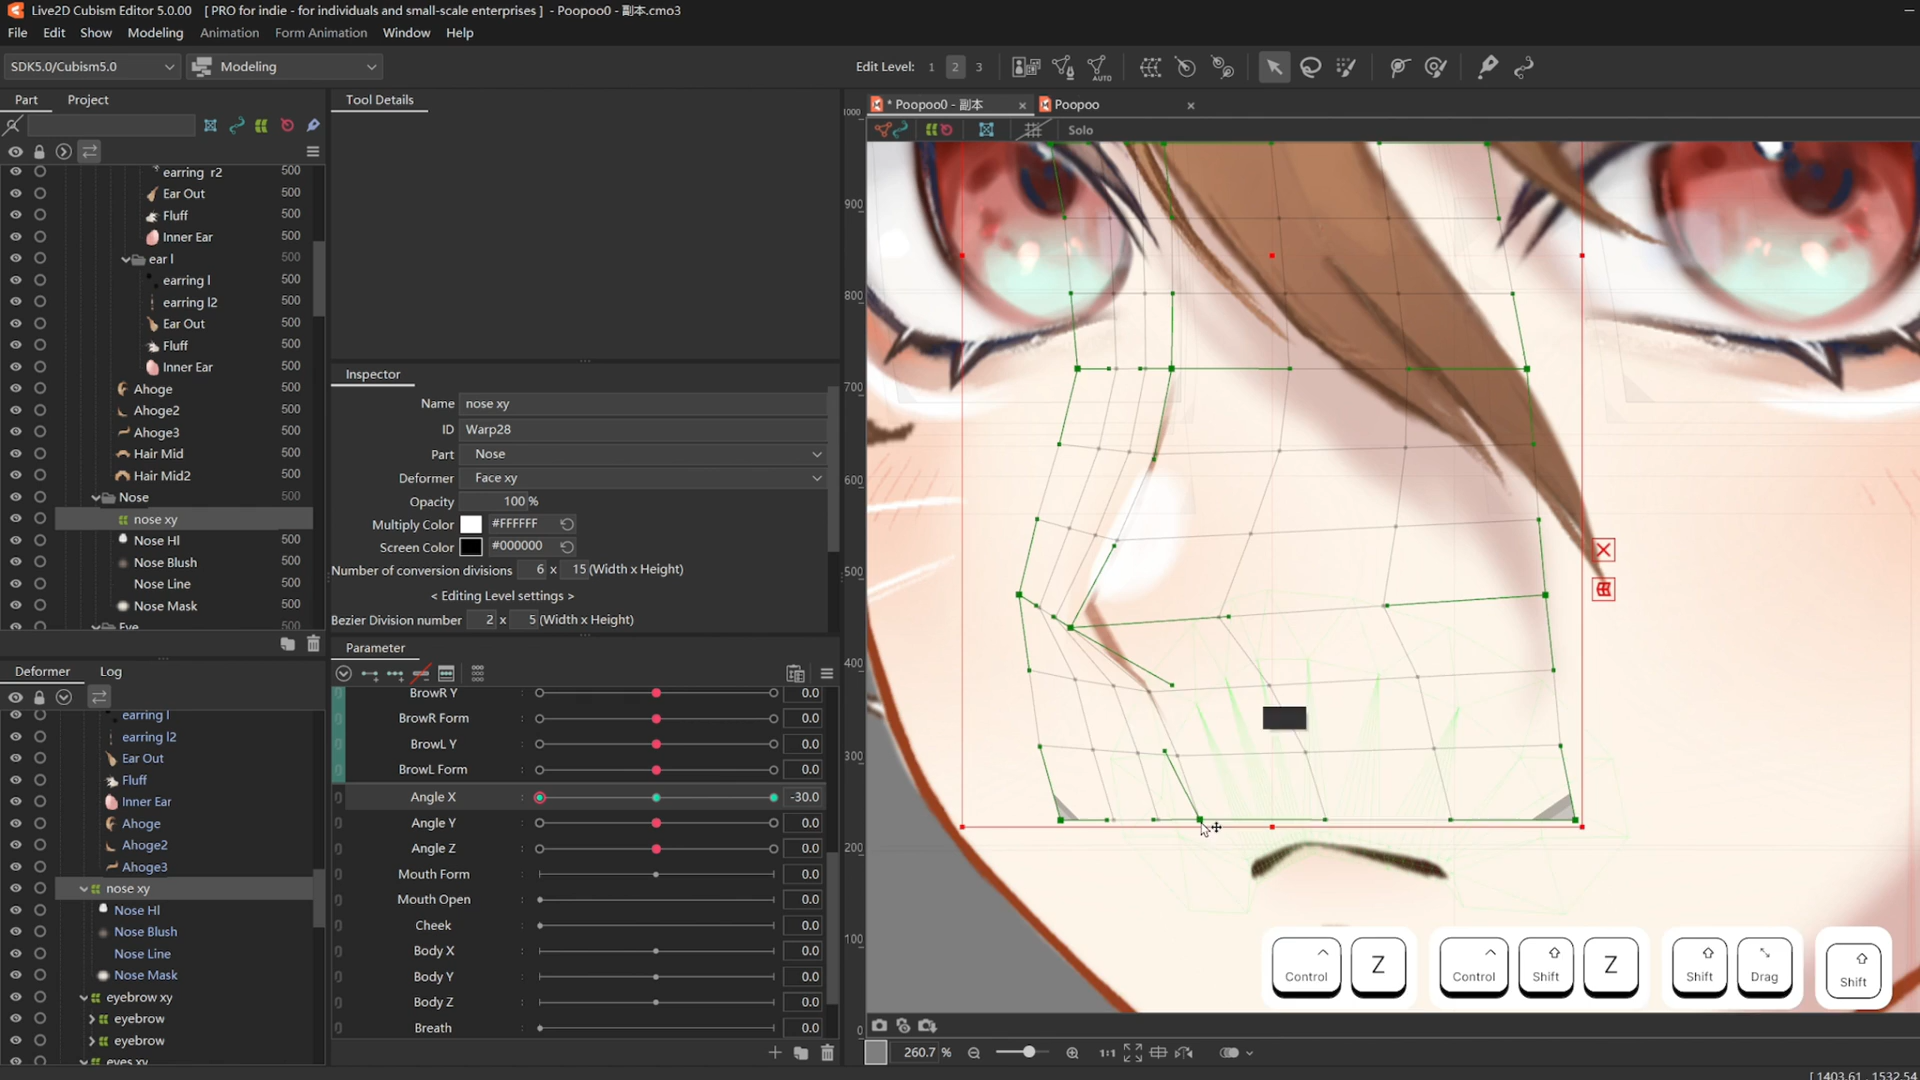 Live2D Cubism Editor 5.0.00 [ PRO for indie - for individuals and small-scale enterprises ] - Poopoo0 - 副本.cmo3
File Edit Show Modeling Animation Form Animation Window Help
SDK5.0/Cubism5.0 Modeling Edit Level: 1 2 3 AUTO
Part Project
Tool Details
* Poopoo0 - 副本
Poopoo
Solo
earring r2 500
Ear Out 500
Fluff 500
Inner Ear 500
ear l 500
earring l 500
earring l2 500
Ear Out 500
Fluff 500
Inner Ear 500
Ahoge 500
Ahoge2 500
Ahoge3 500
Hair Mid 500
Hair Mid2 500
Nose 500
nose xy
Nose Hl 500
Nose Blush 500
Nose Line 500
Nose Mask 500
Eye
Inspector
Name nose xy
ID Warp28
Part Nose
Deformer Face xy
Opacity 100 %
Multiply Color #FFFFFF
Screen Color #000000
Number of conversion divisions 6 x 15 (Width x Height)
< Editing Level settings >
Bezier Division number 2 x 5 (Width x Height)
Deformer Log
earring l
earring l2
Ear Out
Fluff
Inner Ear
Ahoge
Ahoge2
Ahoge3
nose xy
Nose Hl
Nose Blush
Nose Line
Nose Mask
eyebrow xy
eyebrow
eyebrow
eyes xy
Parameter
BrowR Y : 0.0
BrowR Form : 0.0
BrowL Y : 0.0
BrowL Form : 0.0
Angle X : -30.0
Angle Y : 0.0
Angle Z : 0.0
Mouth Form : 0.0
Mouth Open : 0.0
Cheek : 0.0
Body X : 0.0
Body Y : 0.0
Body Z : 0.0
Breath : 0.0
900
800
700
600
500
400
300
200
100
0
Control Z Control Shift Z Shift Drag Shift
260.7 % 1:1
[ 1403.61 , 1532.54